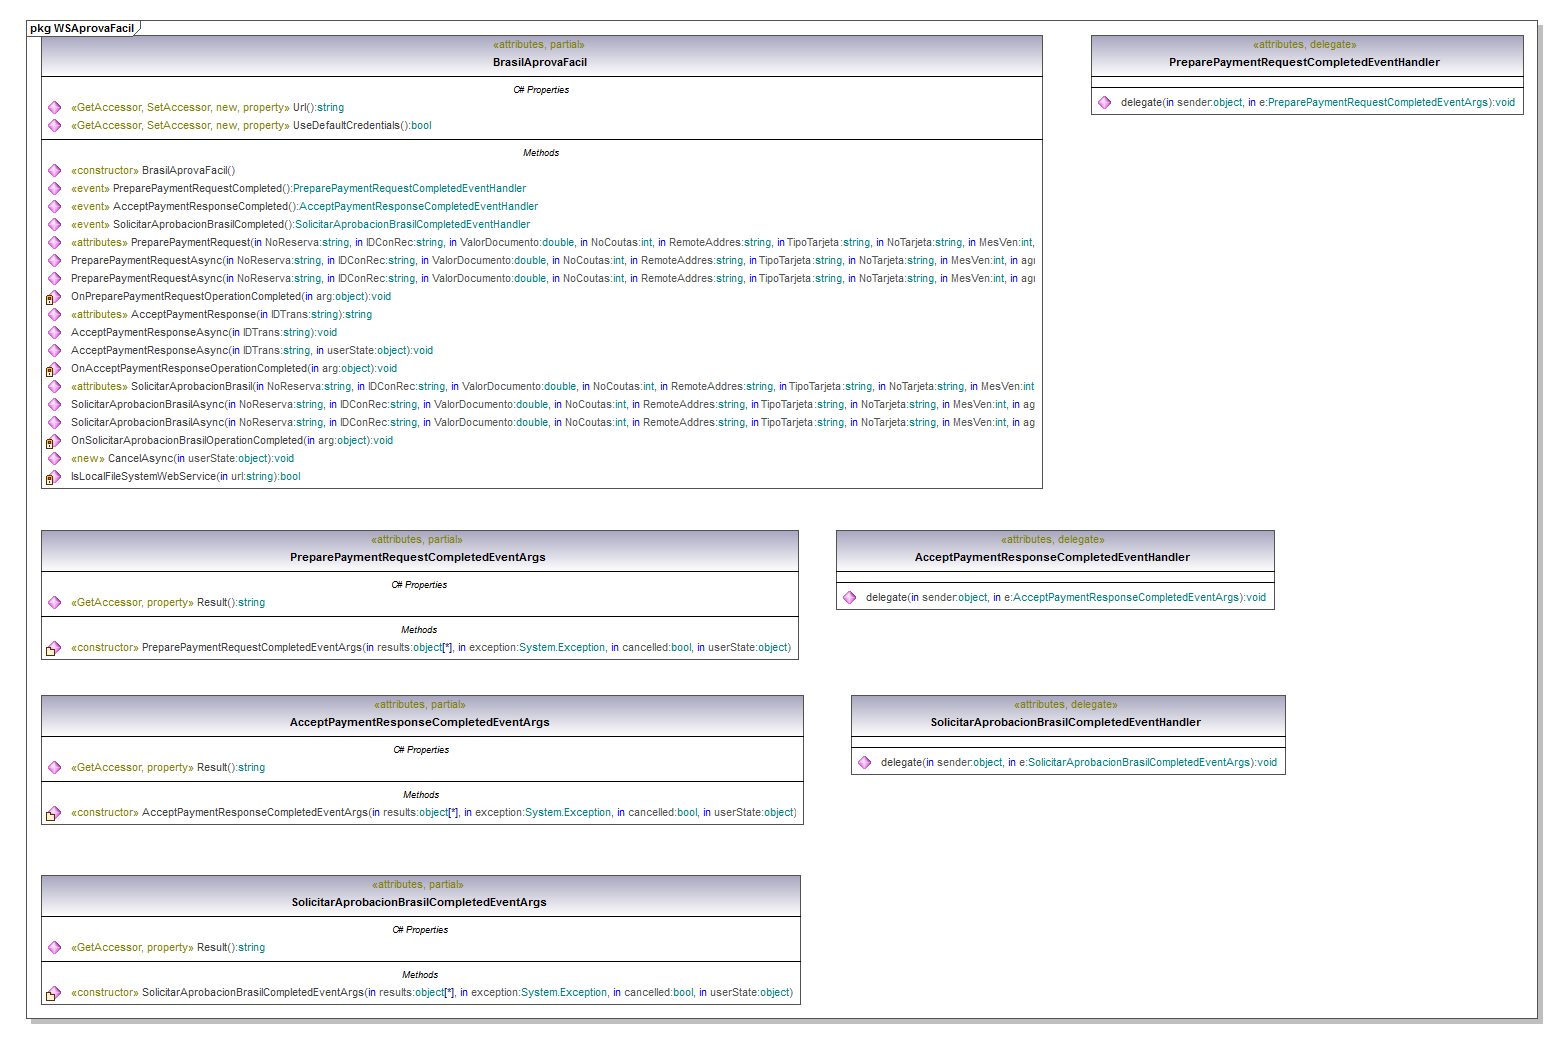 pkg WSAprovaFacil
«attributes, partial»
BrasilAprovaFacil
C# Properties
«GetAccessor, SetAccessor, new, property» Url():string
«GetAccessor, SetAccessor, new, property» UseDefaultCredentials():bool
Methods
«constructor» BrasilAprovaFacil()
«event» PreparePaymentRequestCompleted():PreparePaymentRequestCompletedEventHandler
«event» AcceptPaymentResponseCompleted():AcceptPaymentResponseCompletedEventHandler
«event» SolicitarAprobacionBrasilCompleted():SolicitarAprobacionBrasilCompletedEventHandler
«attributes» PreparePaymentRequest(in NoReserva:string, in IDConRec:string, in ValorDocumento:double, in NoCoutas:int, in RemoteAddres:string, in TipoTarjeta:string, in NoTarjeta:string, in MesVen:int,
PreparePaymentRequestAsync(in NoReserva:string, in IDConRec:string, in ValorDocumento:double, in NoCoutas:int, in RemoteAddres:string, in TipoTarjeta:string, in NoTarjeta:string, in MesVen:int, in agi
PreparePaymentRequestAsync(in NoReserva:string, in IDConRec:string, in ValorDocumento:double, in NoCoutas:int, in RemoteAddres:string, in TipoTarjeta:string, in NoTarjeta:string, in MesVen:int, in agi
OnPreparePaymentRequestOperationCompleted(in arg:object):void
«attributes» AcceptPaymentResponse(in IDTrans:string):string
AcceptPaymentResponseAsync(in IDTrans:string):void
AcceptPaymentResponseAsync(in IDTrans:string, in userState:object):void
OnAcceptPaymentResponseOperationCompleted(in arg:object):void
«attributes» SolicitarAprobacionBrasil(in NoReserva:string, in IDConRec:string, in ValorDocumento:double, in NoCoutas:int, in RemoteAddres:string, in TipoTarjeta:string, in NoTarjeta:string, in MesVen:int
SolicitarAprobacionBrasilAsync(in NoReserva:string, in IDConRec:string, in ValorDocumento:double, in NoCoutas:int, in RemoteAddres:string, in TipoTarjeta:string, in NoTarjeta:string, in MesVen:int, in ag
SolicitarAprobacionBrasilAsync(in NoReserva:string, in IDConRec:string, in ValorDocumento:double, in NoCoutas:int, in RemoteAddres:string, in TipoTarjeta:string, in NoTarjeta:string, in MesVen:int, in ag
OnSolicitarAprobacionBrasilOperationCompleted(in arg:object):void
«new» CancelAsync(in userState:object):void
IsLocalFileSystemWebService(in url:string):bool
«attributes, delegate»
PreparePaymentRequestCompletedEventHandler
delegate(in sender:object, in e:PreparePaymentRequestCompletedEventArgs):void
«attributes, partial»
PreparePaymentRequestCompletedEventArgs
C# Properties
«GetAccessor, property» Result():string
Methods
«constructor» PreparePaymentRequestCompletedEventArgs(in results:object[*], in exception:System.Exception, in cancelled:bool, in userState:object)
«attributes, delegate»
AcceptPaymentResponseCompletedEventHandler
delegate(in sender:object, in e:AcceptPaymentResponseCompletedEventArgs):void
«attributes, partial»
AcceptPaymentResponseCompletedEventArgs
C# Properties
«GetAccessor, property» Result():string
Methods
«constructor» AcceptPaymentResponseCompletedEventArgs(in results:object[*], in exception:System.Exception, in cancelled:bool, in userState:object)
«attributes, delegate»
SolicitarAprobacionBrasilCompletedEventHandler
delegate(in sender:object, in e:SolicitarAprobacionBrasilCompletedEventArgs):void
«attributes, partial»
SolicitarAprobacionBrasilCompletedEventArgs
C# Properties
«GetAccessor, property» Result():string
Methods
«constructor» SolicitarAprobacionBrasilCompletedEventArgs(in results:object[*], in exception:System.Exception, in cancelled:bool, in userState:object)